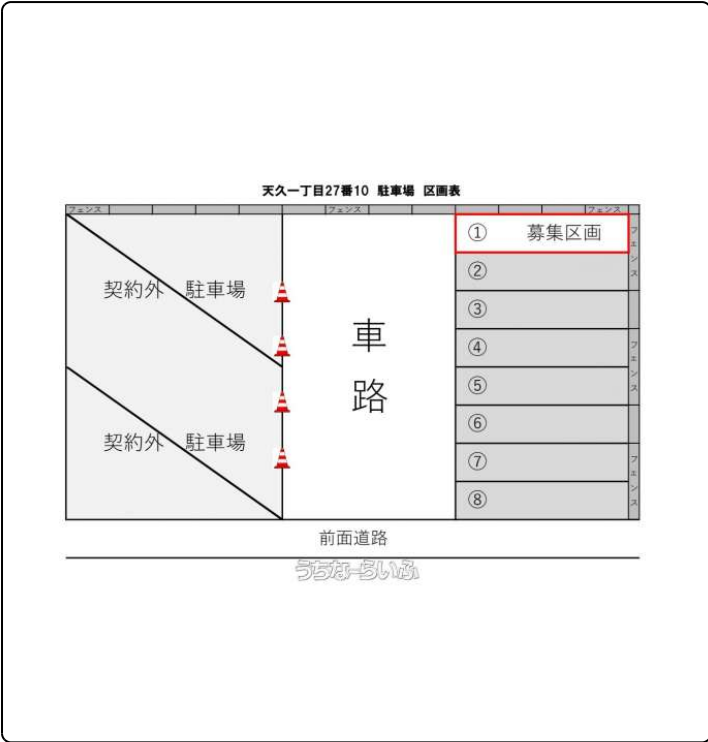 天久一丁目27番10 駐車場 区画表
フェンス フェンス フェンス
① 募集区画
フェンス
②
契約外 駐車場
③
車路
④
フェンス
⑤
⑥
契約外 駐車場
⑦
フェンス
⑧
前面道路
うちなーらいふ